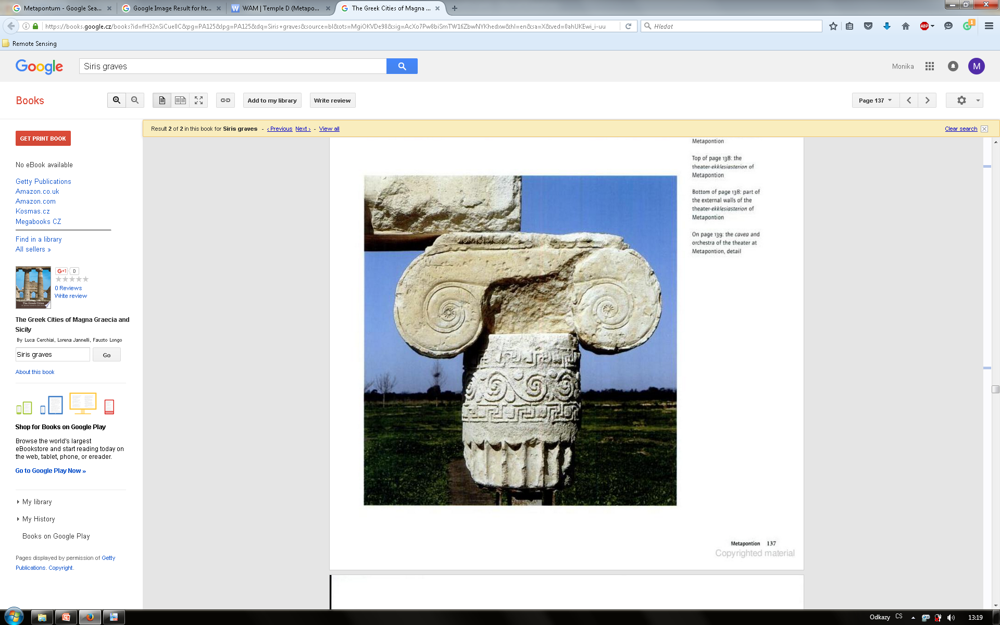 Metapontum - Google Sea...
Google Image Result for ht...
WAM | Temple D (Metapo...
The Greek Cities of Magna ...
https://books.google.cz/books?id=fH32nSiCue0C&pg=PA125&lpg=PA125&dq=Siris+graves&source=bl&ots=MgiOKVDe98&sig=AcXo7Pw8biSmTW16ZbwNYKhedxw&hl=en&sa=X&ved=0ahUKEwi_i-uu
Hledat
ABP
1
Remote Sensing
Google
Siris graves
Monika
M
Books
Add to my library
Write review
Page 137
Result 2 of 2 in this book for Siris graves - ‹ Previous Next › - View all
Clear search
GET PRINT BOOK
No eBook available
Getty Publications
Amazon.co.uk
Amazon.com
Kosmas.cz
Megabooks CZ
Find in a library
All sellers »
G+1
0 Reviews
Write review
The Greek Cities
The Greek Cities of Magna Graecia and
Sicily
By Luca Cerchiai, Lorena Jannelli, Fausto Longo
Siris graves
Go
About this book
Shop for Books on Google Play
Browse the world's largest
eBookstore and start reading today on
the web, tablet, phone, or ereader.
Go to Google Play Now »
My library
My History
Books on Google Play
Pages displayed by permission of Getty
Publications. Copyright.
Metapontion
Top of page 138: the
theater-ekklesiasterion of
Metapontion
Bottom of page 138: part of
the external walls of the
theater-ekklesiasterion of
Metapontion
On page 139: the cavea and
orchestra of the theater at
Metapontion, detail
Metapontion 137
Copyrighted material
Odkazy
CS
13:19